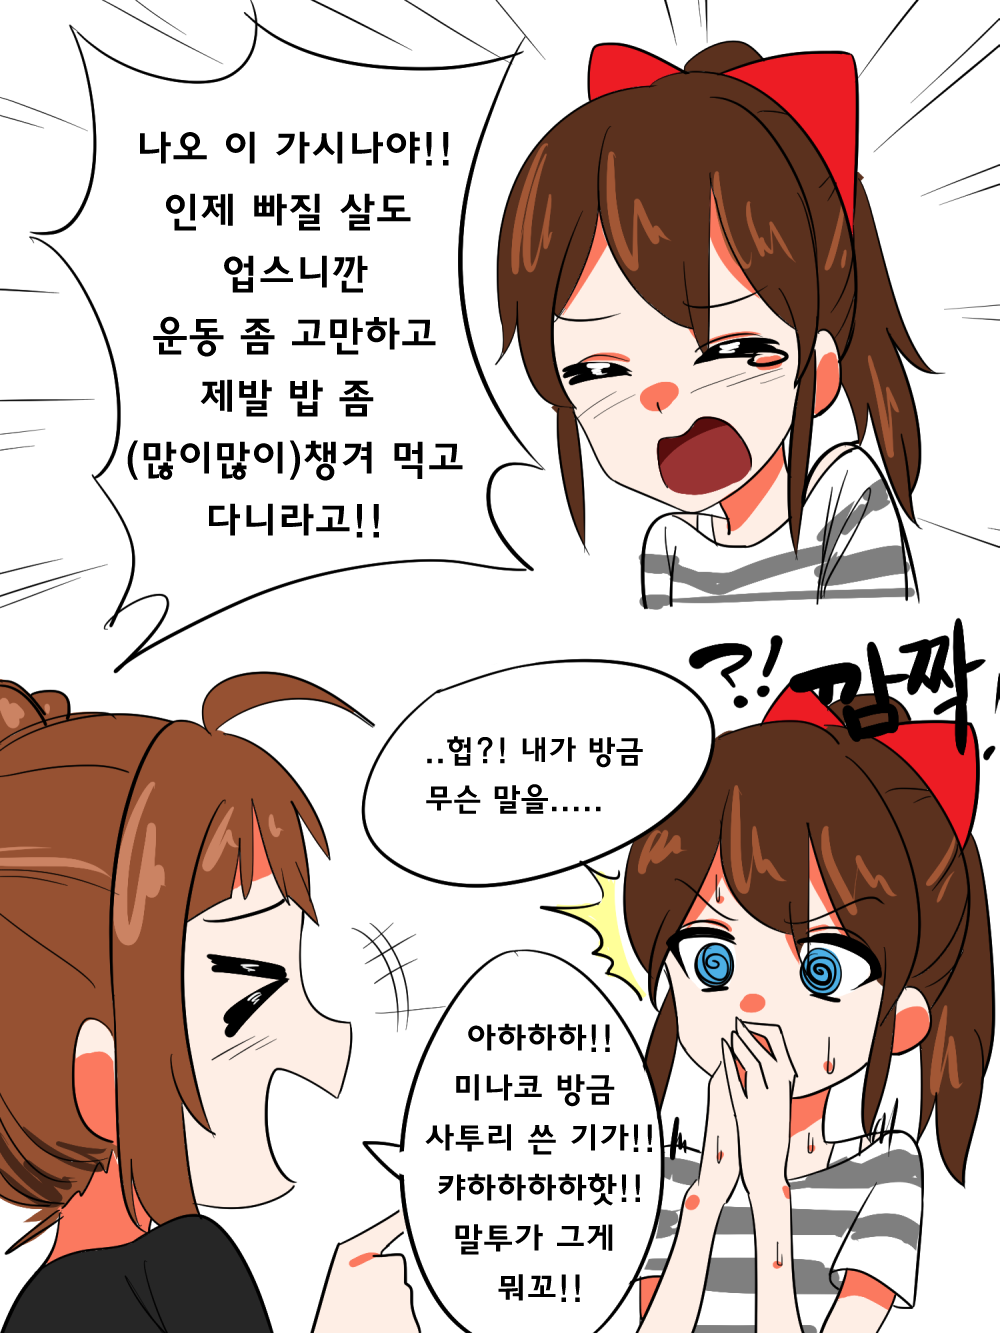 나오 이 가시나야!!
인제 빠질 살도
업스니깐
운동 좀 고만하고
제발 밥 좀
(많이많이)챙겨 먹고
다니라고!!
?!
깜짝
..헙?! 내가 방금
무슨 말을.....
아하하하!!
미나코 방금
사투리 쓴 기가!!
캬하하하하핫!!
말투가 그게
뭐꼬!!